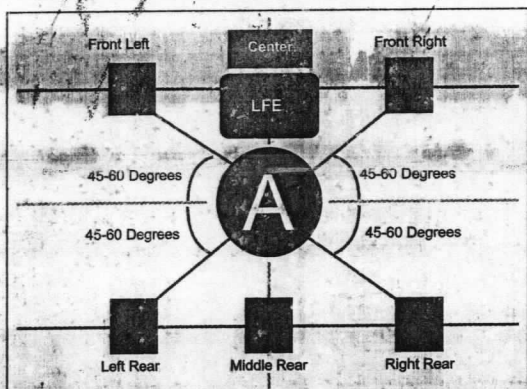 Front Left
Center
Front Right
LFE
45-60 Degrees
45-60 Degrees
A
45-60 Degrees
45-60 Degrees
Left Rear
Middle Rear
Right Rear